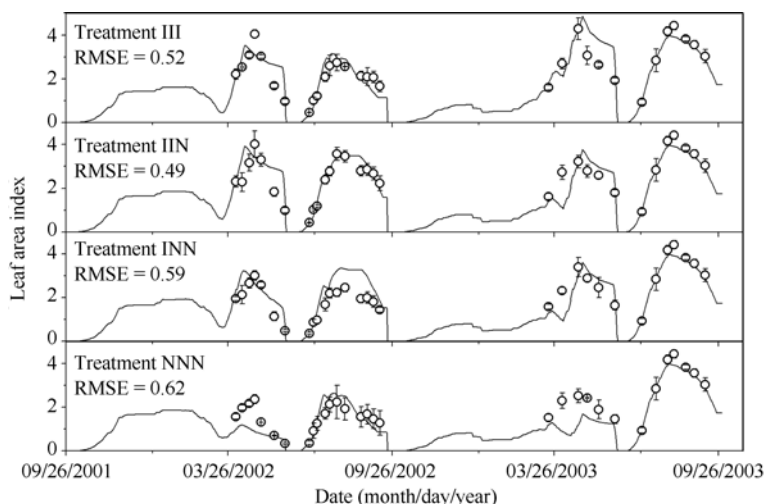 Treatment III
RMSE = 0.52
4
2
0
Treatment IIN
RMSE = 0.49
4
2
0
Treatment INN
RMSE = 0.59
4
2
0
Treatment NNN
RMSE = 0.62
4
2
0
Leaf area index
09/26/2001
03/26/2002
09/26/2002
03/26/2003
09/26/2003
Date (month/day/year)